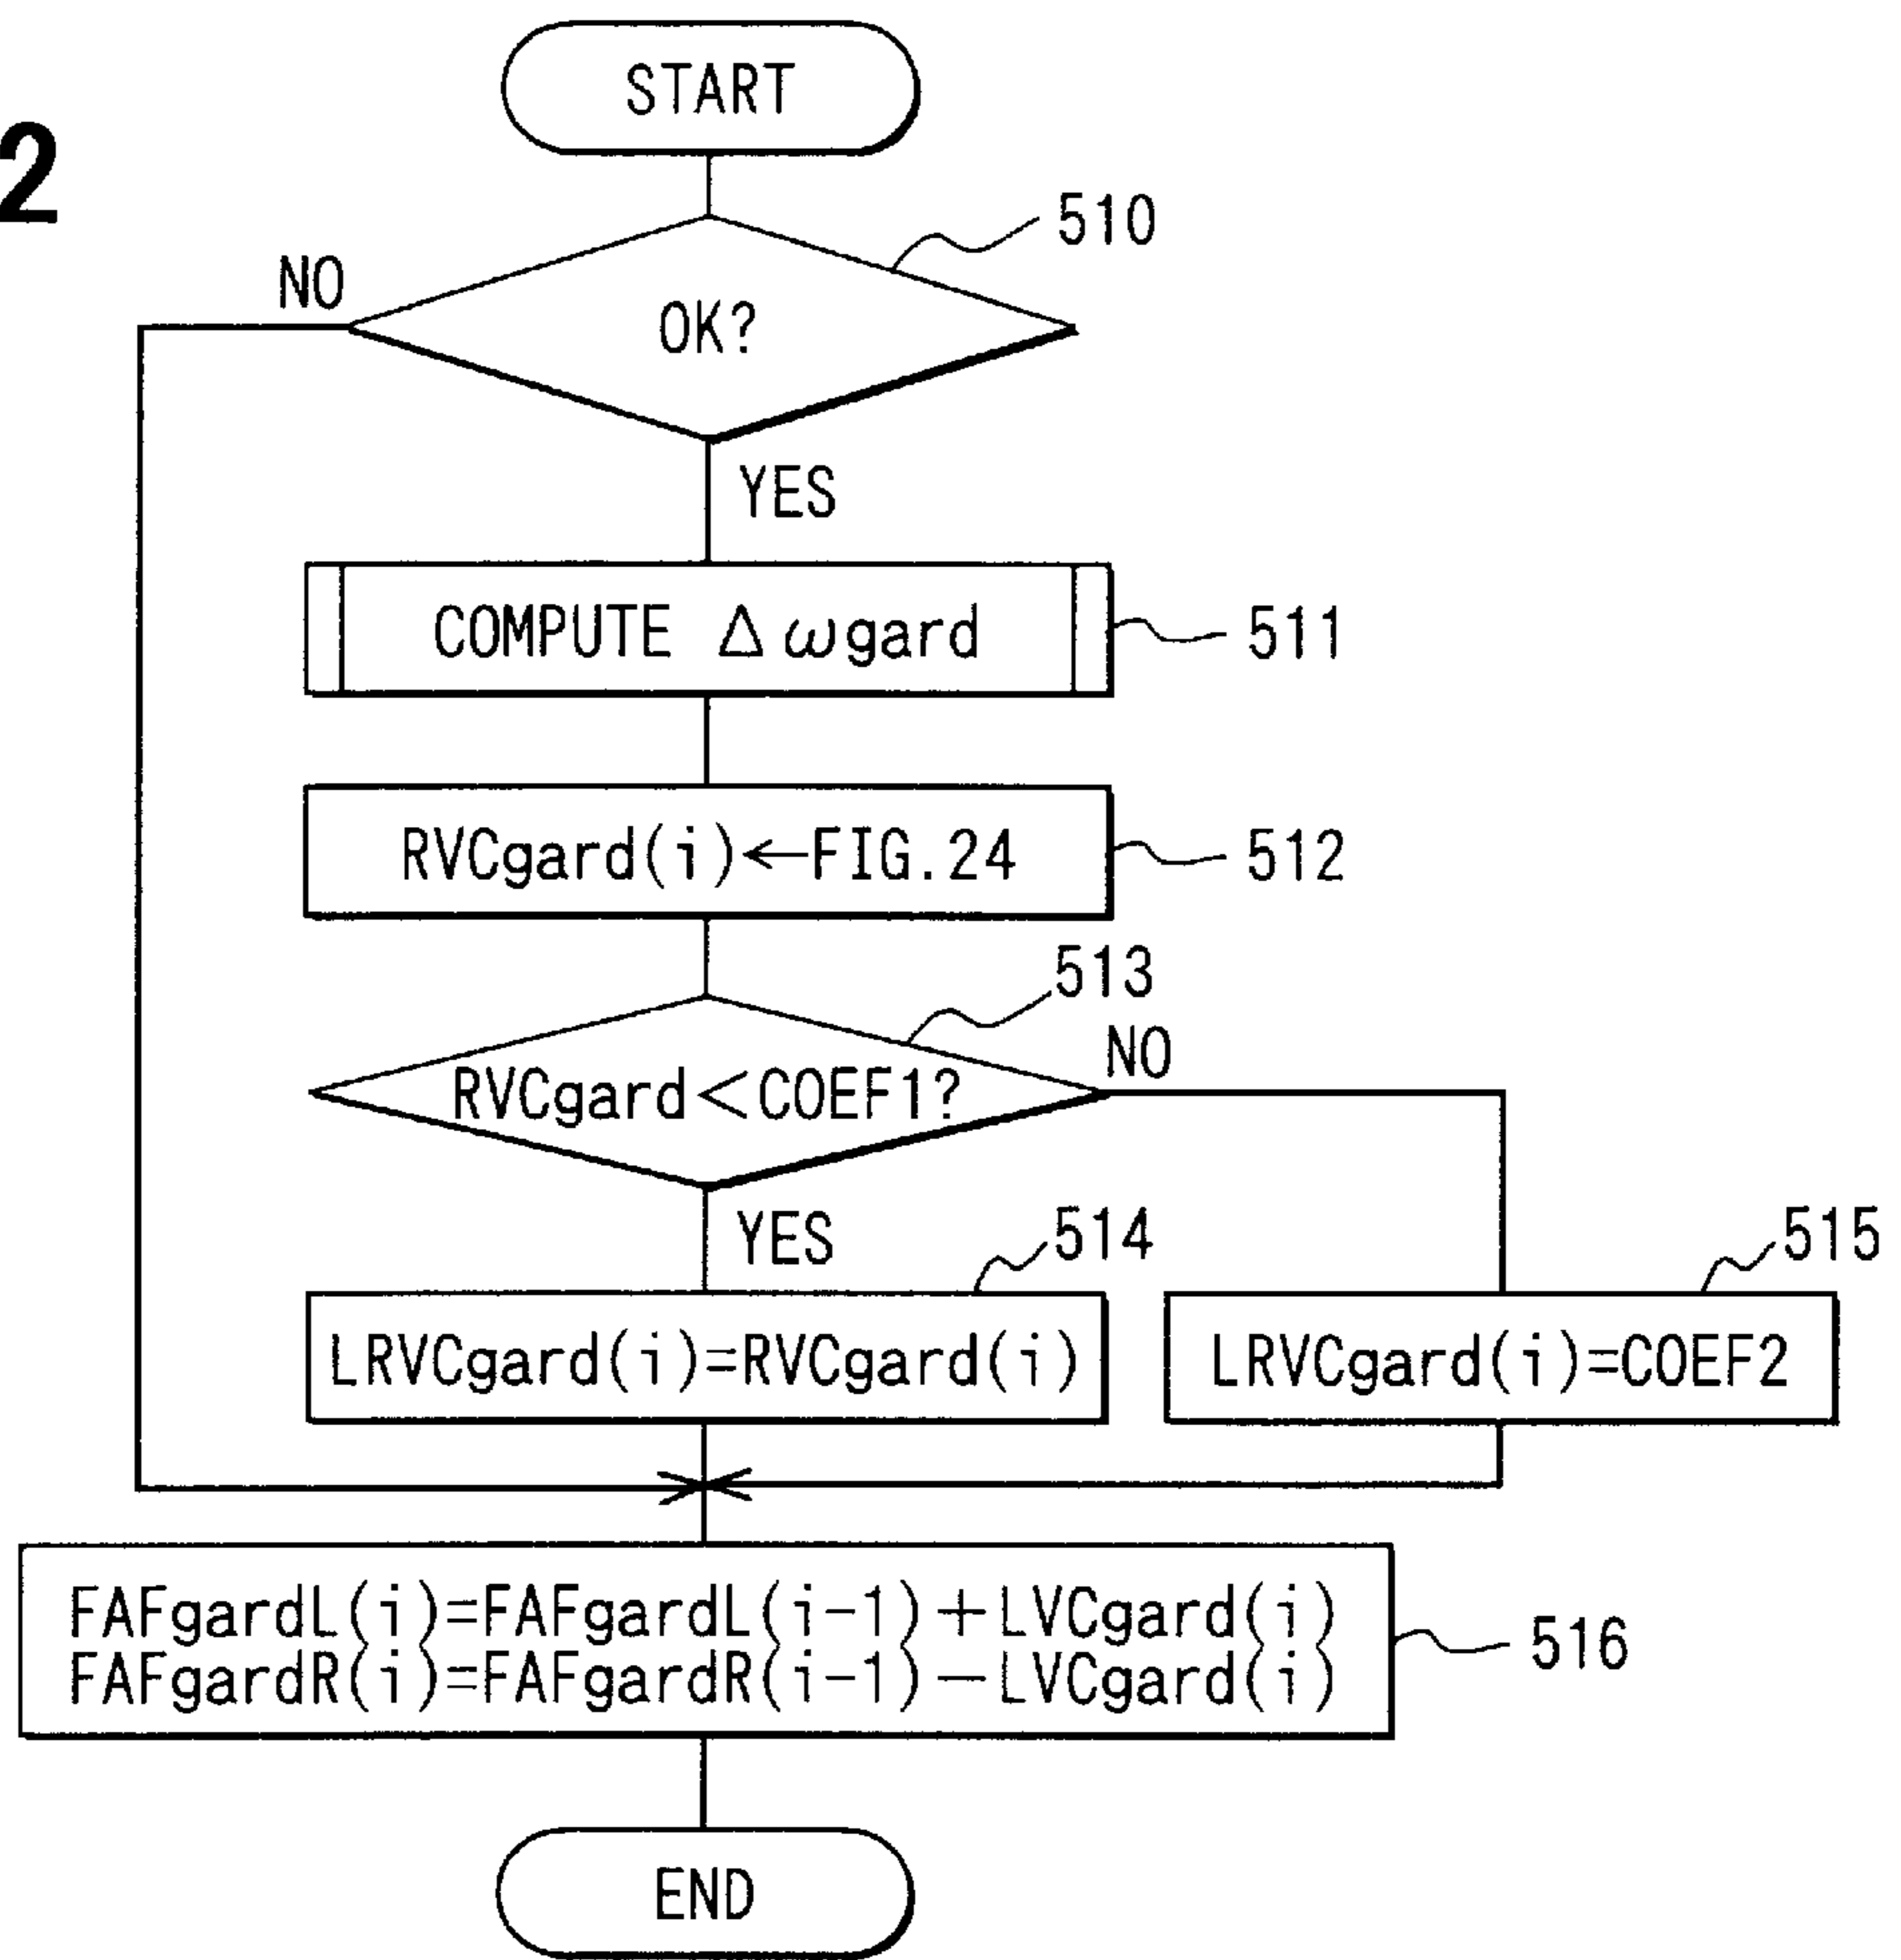 2
START
510
NO
OK?
YES
COMPUTE Δωgard
511
RVCgard(i)←FIG.24
512
513
RVCgard<COEF1?
NO
YES
514
515
LRVCgard(i)=RVCgard(i)
LRVCgard(i)=COEF2
FAFgardL(i)=FAFgardL(i-1)+LVCgard(i)
FAFgardR(i)=FAFgardR(i-1)-LVCgard(i)
516
END